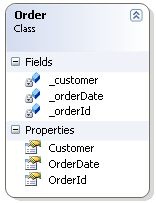 Order
Class
Fields
_customer
_orderDate
_orderId
Properties
Customer
OrderDate
OrderId